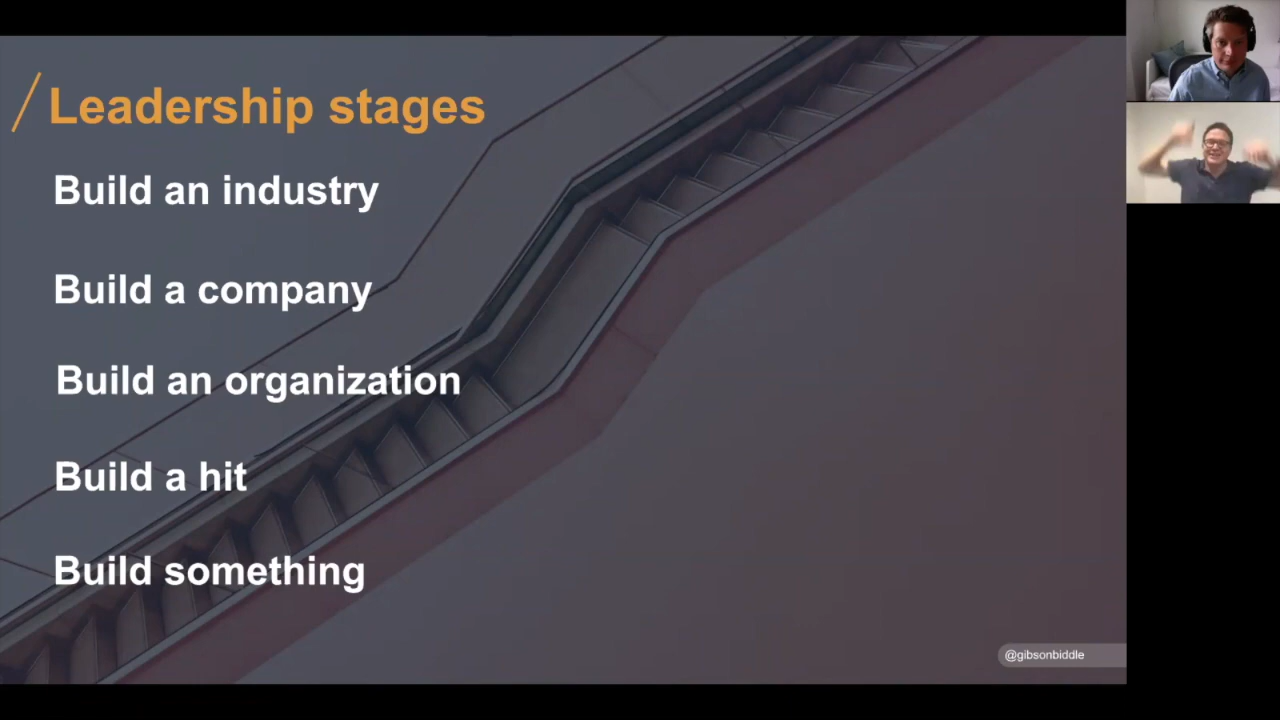 Leadership stages
Build an industry
Build a company
Build an organization
Build a hit
Build something
@gibsonbiddle